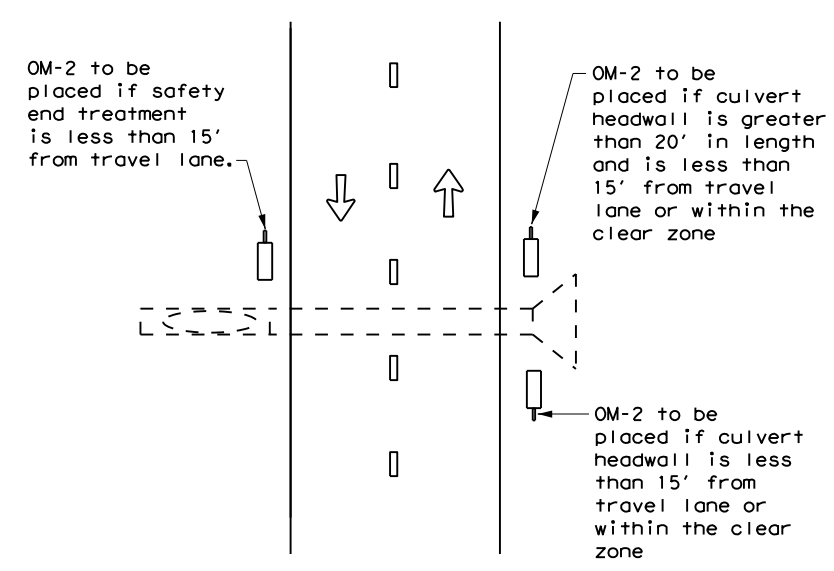 OM-2 to be
placed if safety
end treatment
is less than 15'
from travel lane.
OM-2 to be
placed if culvert
headwall is greater
than 20' in length
and is less than
15' from travel
lane or within the
clear zone
OM-2 to be
placed if culvert
headwall is less
than 15' from
travel lane or
within the clear
zone